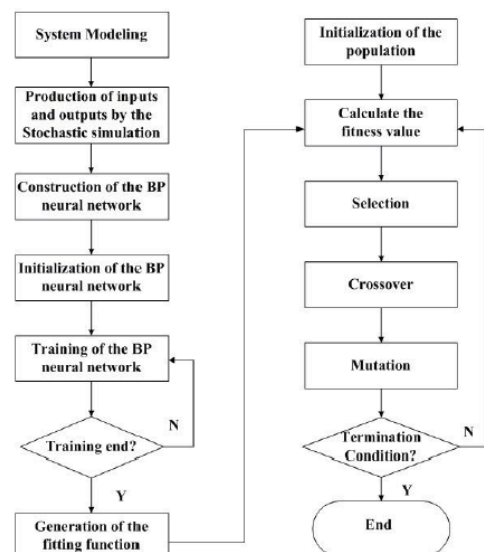 System Modeling
Production of inputs
and outputs by the
Stochastic simulation
Construction of the BP
neural network
Initialization of the BP
neural network
Training of the BP
neural network
Training end?
N
Y
Generation of the
fitting function
Initialization of the
population
Calculate the
fitness value
Selection
Crossover
Mutation
Termination
Condition?
N
Y
End